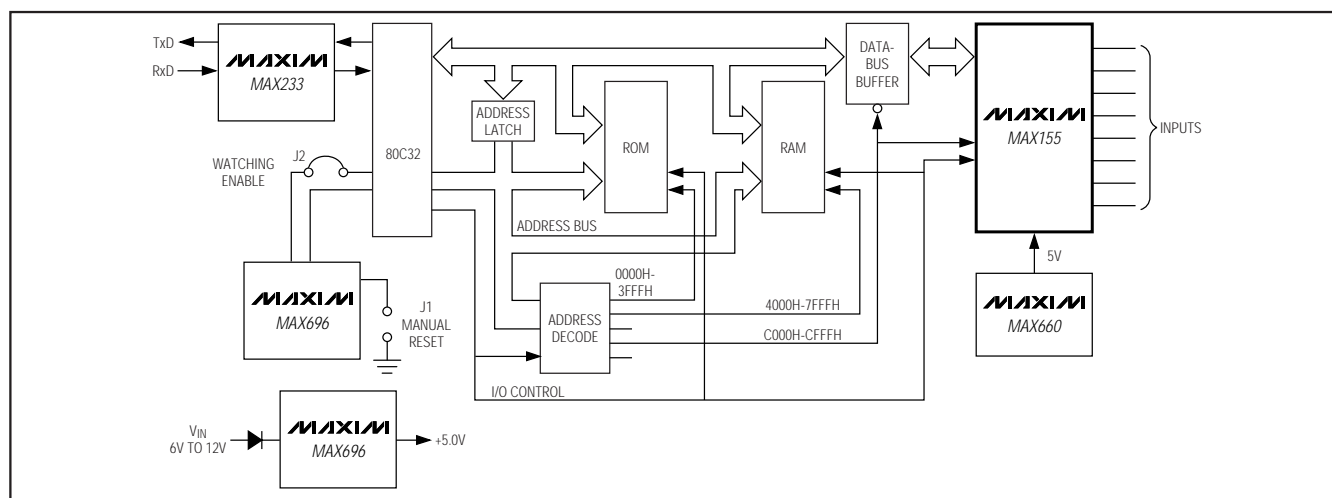 TxD
RxD
MAXIM
MAX233
80C32
ADDRESS
LATCH
ROM
RAM
DATA-
BUS
BUFFER
MAXIM
MAX155
INPUTS
WATCHING
ENABLE
J2
ADDRESS BUS
MAXIM
MAX696
J1
MANUAL
RESET
0000H-
3FFFH
ADDRESS
DECODE
4000H-7FFFH
C000H-CFFFH
5V
MAXIM
MAX660
I/O CONTROL
VIN
6V TO 12V
MAXIM
MAX696
+5.0V